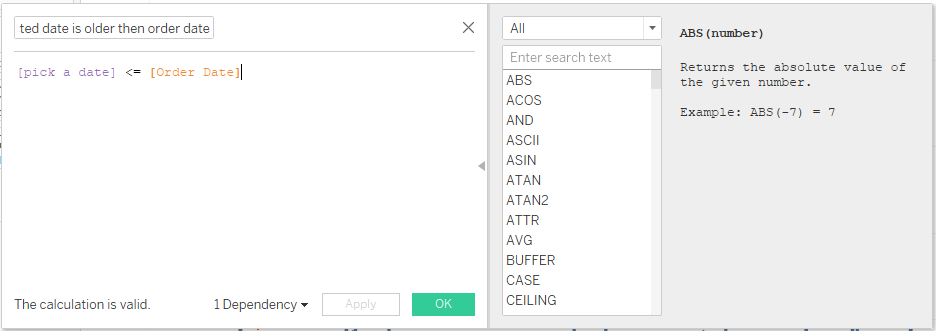 ted date is older then order date
[pick a date] <= [Order Date]
The calculation is valid.
1 Dependency
Apply
OK
All
Enter search text
ABS
ACOS
AND
ASCII
ASIN
ATAN
ATAN2
ATTR
AVG
BUFFER
CASE
CEILING
ABS(number)
Returns the absolute value of
the given number.
Example: ABS(-7) = 7